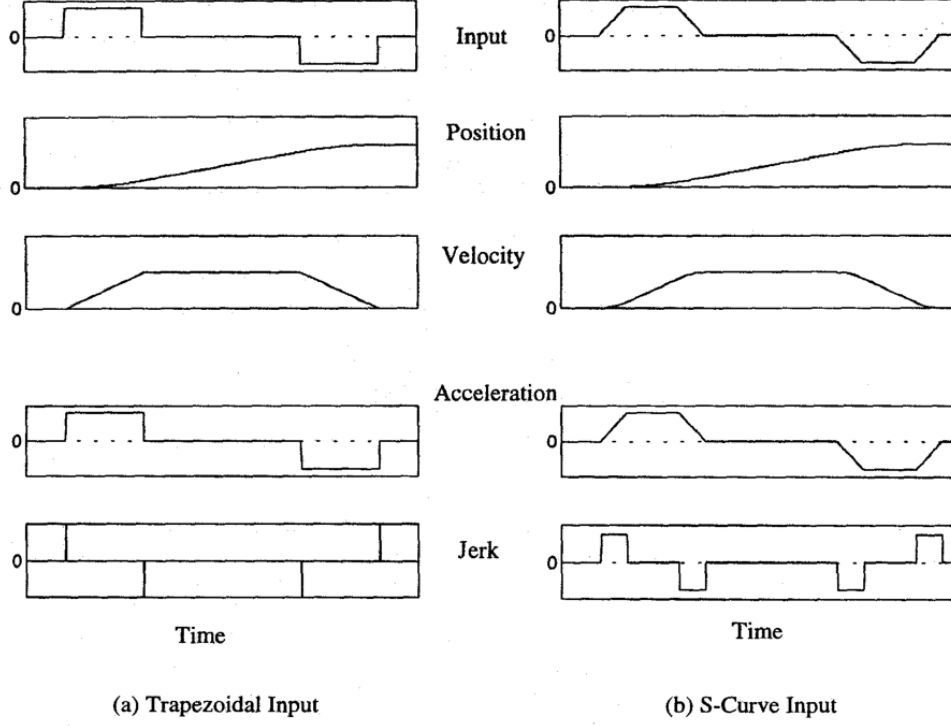 0
Input
0
Position
0
0
Velocity
0
0
Acceleration
0
0
Jerk
0
0
Time
Time
(a) Trapezoidal Input
(b) S-Curve Input